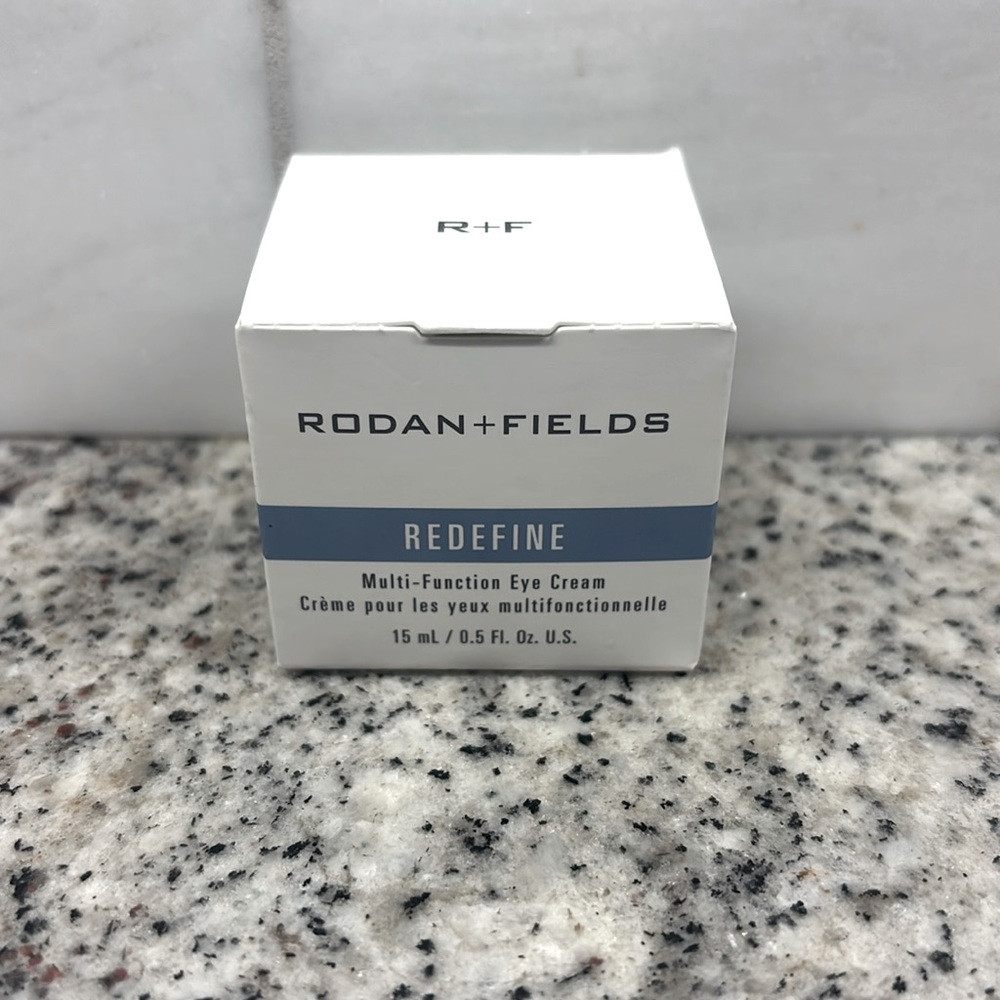 R+F
RODAN+FIELDS
REDEFINE
Multi-Function Eye Cream
Crème pour les yeux multifonctionnelle
15 mL / 0.5 Fl. Oz. U.S.